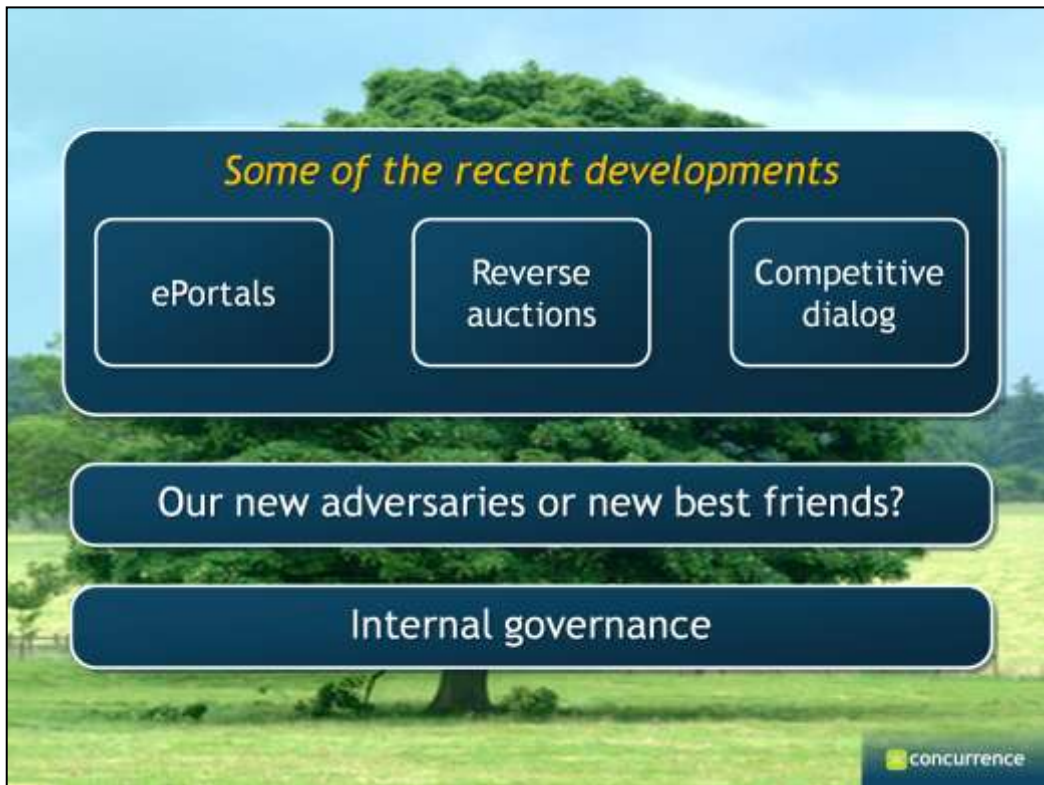 Some of the recent developments
ePortals
Reverse
auctions
Competitive
dialog
Our new adversaries or new best friends?
Internal governance
concurrence